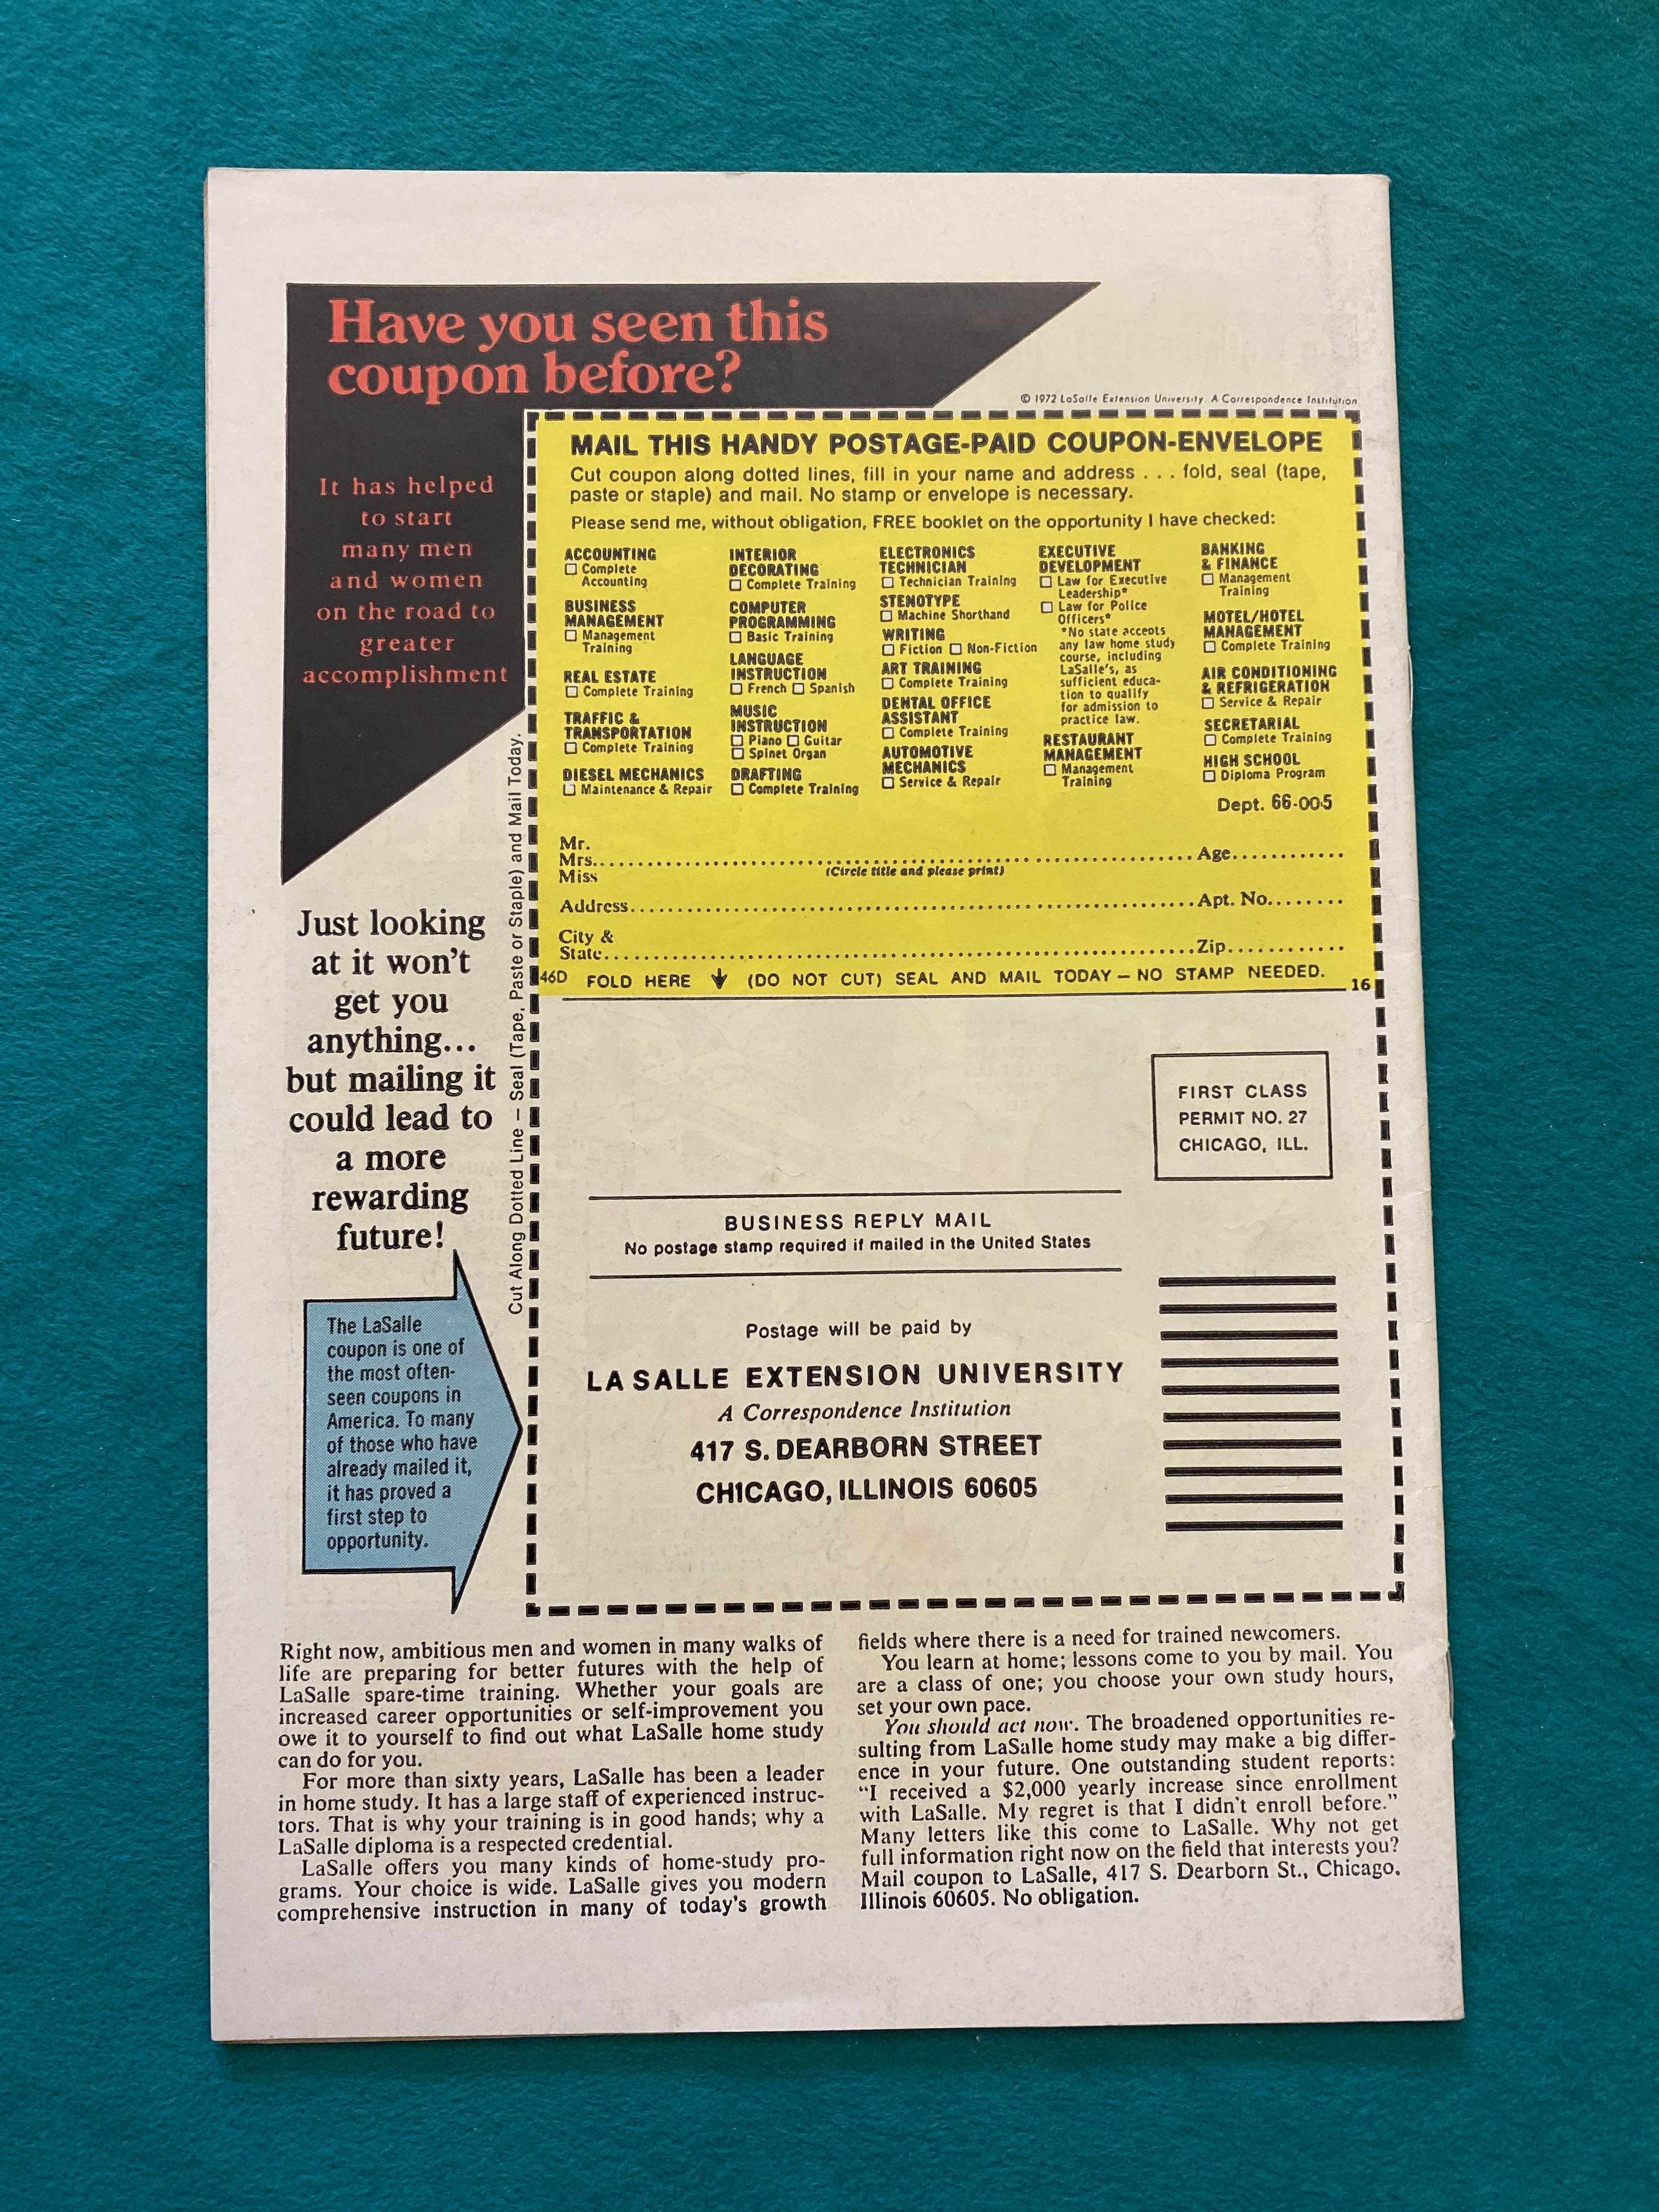 Have you seen this
coupon before?
It has helped
to start
many men
and women
on the road to
greater
accomplishment
© 1972 LaSalle Extension University. A Correspondence Institution
MAIL THIS HANDY POSTAGE-PAID COUPON-ENVELOPE
Cut coupon along dotted lines, fill in your name and address . . . fold, seal (tape,
paste or staple) and mail. No stamp or envelope is necessary.
Please send me, without obligation, FREE booklet on the opportunity I have checked:
ACCOUNTING
☐ Complete
Accounting
BUSINESS
MANAGEMENT
☐ Management
Training
REAL ESTATE
☐ Complete Training
TRAFFIC &
TRANSPORTATION
☐ Complete Training
DIESEL MECHANICS
☐ Maintenance & Repair
INTERIOR
DECORATING
☐ Complete Training
COMPUTER
PROGRAMMING
☐ Basic Training
LANGUAGE
INSTRUCTION
☐ French ☐ Spanish
MUSIC
INSTRUCTION
☐ Piano ☐ Guitar
☐ Spinet Organ
DRAFTING
☐ Complete Training
ELECTRONICS
TECHNICIAN
☐ Technician Training
STENOTYPE
☐ Machine Shorthand
WRITING
☐ Fiction ☐ Non-Fiction
ART TRAINING
☐ Complete Training
DENTAL OFFICE
ASSISTANT
☐ Complete Training
AUTOMOTIVE
MECHANICS
☐ Service & Repair
EXECUTIVE
DEVELOPMENT
☐ Law for Executive
Leadership*
☐ Law for Police
Officers*
*No state accepts
any law home study
course, including
LaSalle's, as
sufficient educa-
tion to qualify
for admission to
practice law.
RESTAURANT
MANAGEMENT
☐ Management
Training
BANKING
& FINANCE
☐ Management
Training
MOTEL/HOTEL
MANAGEMENT
☐ Complete Training
AIR CONDITIONING
& REFRIGERATION
☐ Service & Repair
SECRETARIAL
☐ Complete Training
HIGH SCHOOL
☐ Diploma Program
Dept. 66-005
Mr.
Mrs. Age
Miss (Circle title and please print)
Address Apt. No.
City &
State Zip
46D FOLD HERE ↓ (DO NOT CUT) SEAL AND MAIL TODAY — NO STAMP NEEDED.
16
Cut Along Dotted Line — Seal (Tape, Paste or Staple) and Mail Today.
Just looking
at it won't
get you
anything...
but mailing it
could lead to
a more
rewarding
future!
The LaSalle
coupon is one of
the most often-
seen coupons in
America. To many
of those who have
already mailed it,
it has proved a
first step to
opportunity.
FIRST CLASS
PERMIT NO. 27
CHICAGO, ILL.
BUSINESS REPLY MAIL
No postage stamp required if mailed in the United States
Postage will be paid by
LA SALLE EXTENSION UNIVERSITY
A Correspondence Institution
417 S. DEARBORN STREET
CHICAGO, ILLINOIS 60605
Right now, ambitious men and women in many walks of
life are preparing for better futures with the help of
LaSalle spare-time training. Whether your goals are
increased career opportunities or self-improvement you
owe it to yourself to find out what LaSalle home study
can do for you.
For more than sixty years, LaSalle has been a leader
in home study. It has a large staff of experienced instruc-
tors. That is why your training is in good hands; why a
LaSalle diploma is a respected credential.
LaSalle offers you many kinds of home-study pro-
grams. Your choice is wide. LaSalle gives you modern
comprehensive instruction in many of today's growth
fields where there is a need for trained newcomers.
You learn at home; lessons come to you by mail. You
are a class of one; you choose your own study hours,
set your own pace.
You should act now. The broadened opportunities re-
sulting from LaSalle home study may make a big differ-
ence in your future. One outstanding student reports:
"I received a $2,000 yearly increase since enrollment
with LaSalle. My regret is that I didn't enroll before."
Many letters like this come to LaSalle. Why not get
full information right now on the field that interests you?
Mail coupon to LaSalle, 417 S. Dearborn St., Chicago,
Illinois 60605. No obligation.